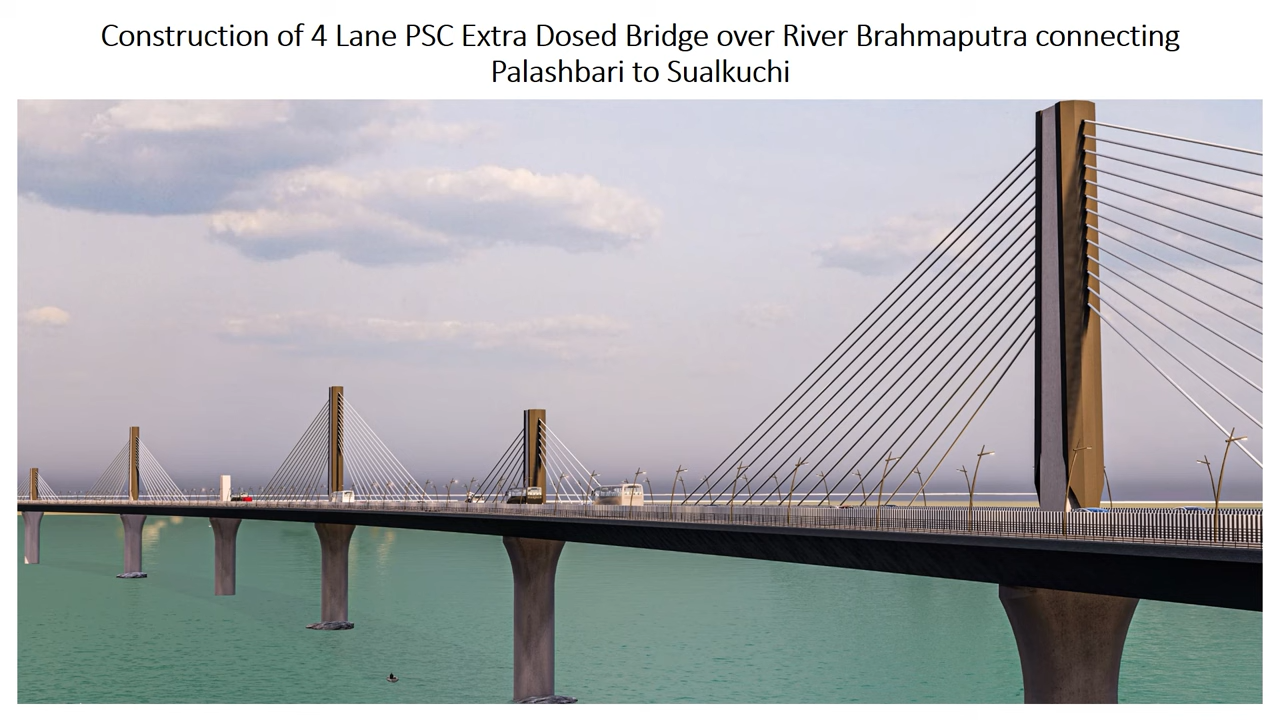 Construction of 4 Lane PSC Extra Dosed Bridge over River Brahmaputra connecting
Palashbari to Sualkuchi